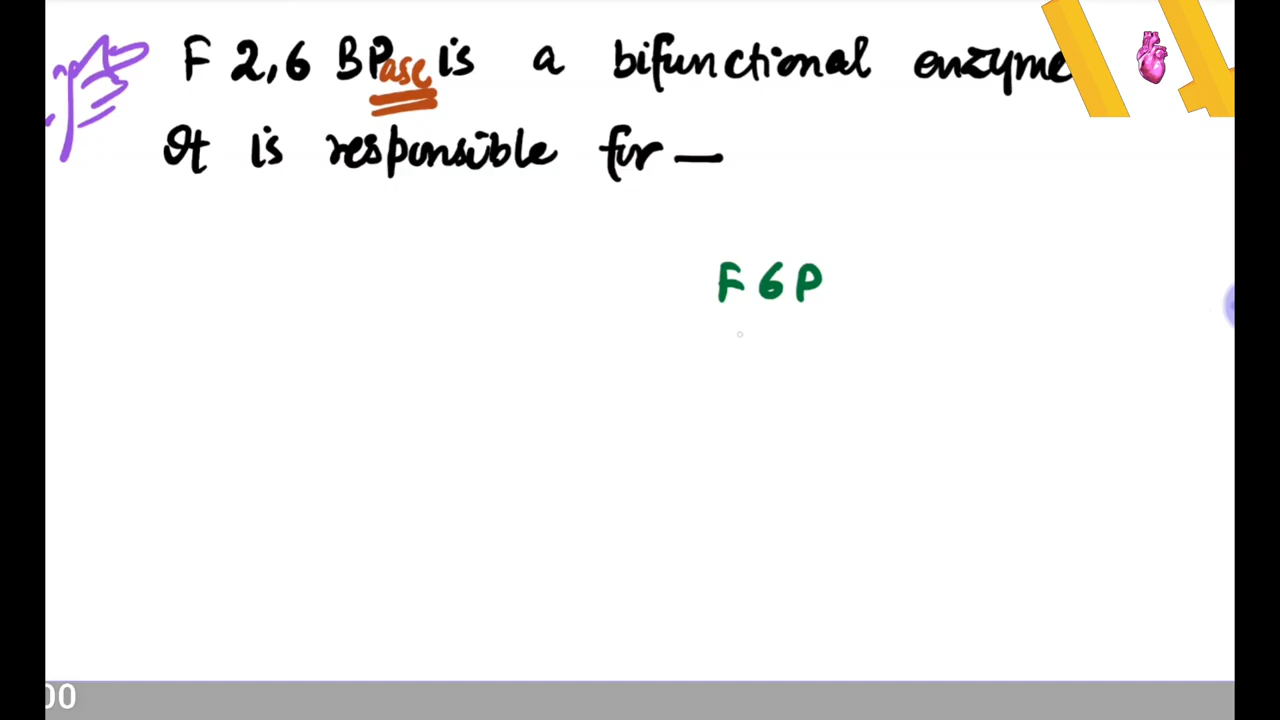 F 2,6 BPase is a bifunctional enzyme
It is responsible for —
F 6 P
00